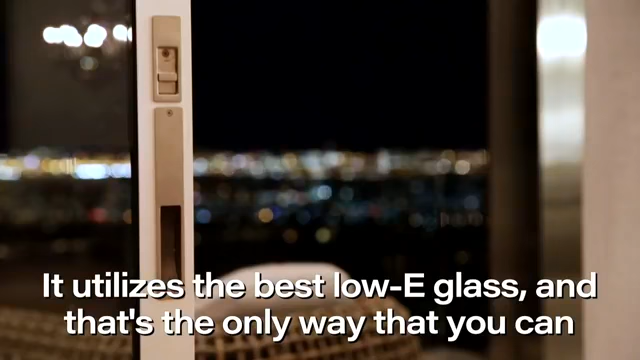 It utilizes the best low-E glass, and
that's the only way that you can